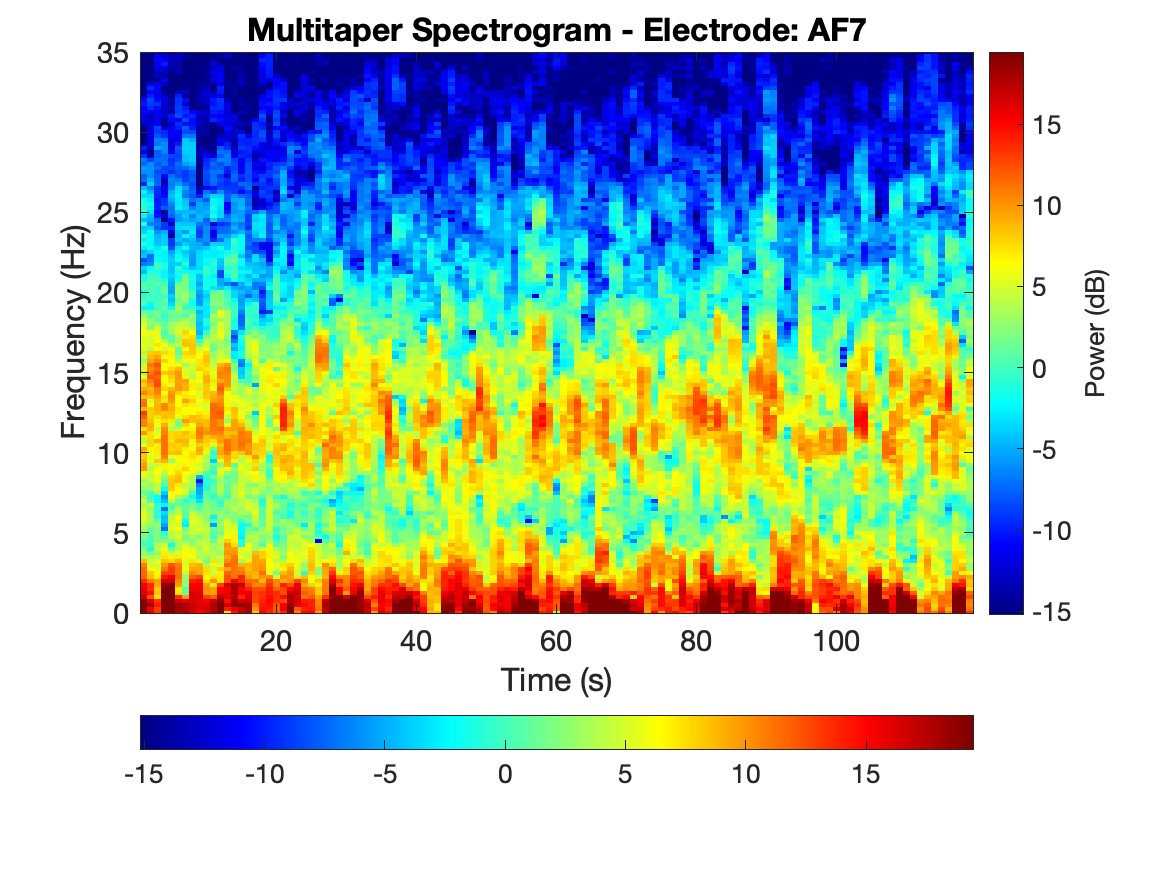 Multitaper Spectrogram - Electrode: AF7
35
30
25
20
15
10
5
0
Frequency (Hz)
20 40 60 80 100
Time (s)
15
10
5
0
-5
-10
-15
Power (dB)
-15 -10 -5 0 5 10 15